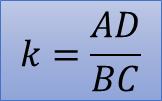 k = AD/BC